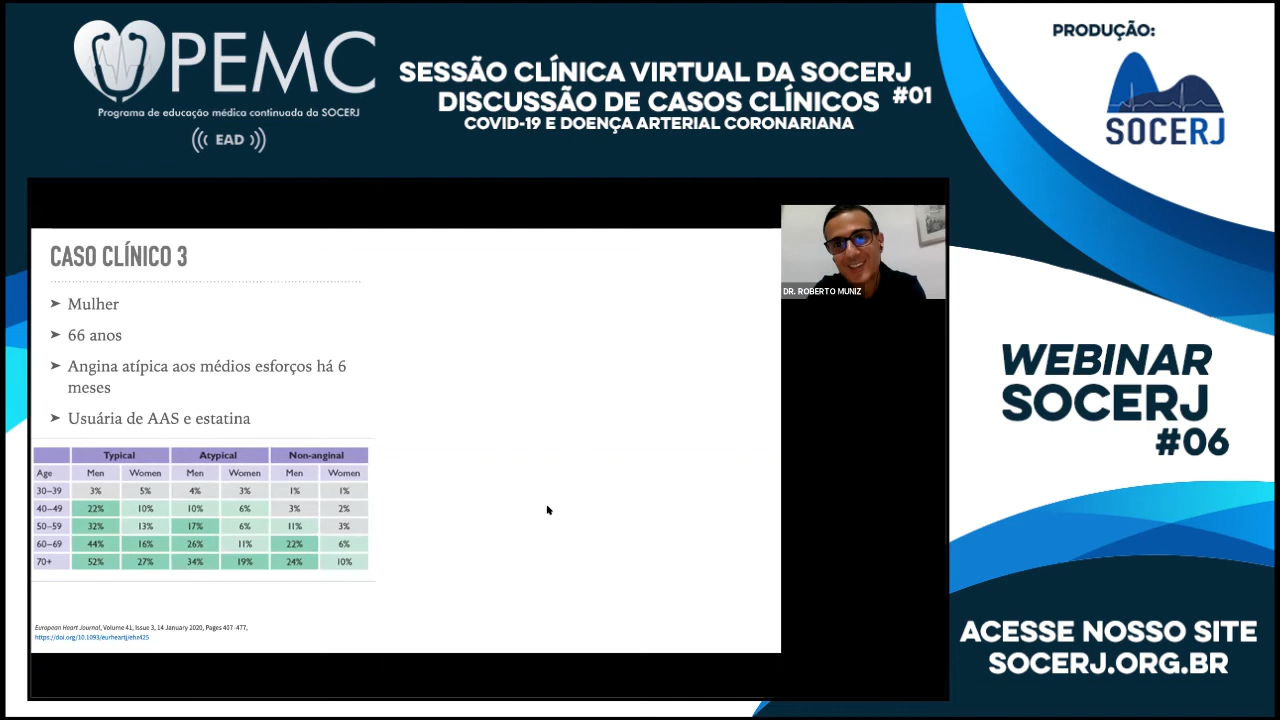 PEMC
Programa de educação médica continuada da SOCERJ
((( EAD )))
SESSÃO CLÍNICA VIRTUAL DA SOCERJ
DISCUSSÃO DE CASOS CLÍNICOS #01
COVID-19 E DOENÇA ARTERIAL CORONARIANA
PRODUÇÃO:
SOCERJ
CASO CLÍNICO 3
➤ Mulher
➤ 66 anos
➤ Angina atípica aos médios esforços há 6
meses
➤ Usuária de AAS e estatina
Typical Atypical Non-anginal
Age Men Women Men Women Men Women
30–39 3% 5% 4% 3% 1% 1%
40–49 22% 10% 10% 6% 3% 2%
50–59 32% 13% 17% 6% 11% 3%
60–69 44% 16% 26% 11% 22% 6%
70+ 52% 27% 34% 19% 24% 10%
European Heart Journal, Volume 41, Issue 3, 14 January 2020, Pages 407–477,
https://doi.org/10.1093/eurheartj/ehz425
DR. ROBERTO MUNIZ
WEBINAR
SOCERJ
#06
ACESSE NOSSO SITE
SOCERJ.ORG.BR